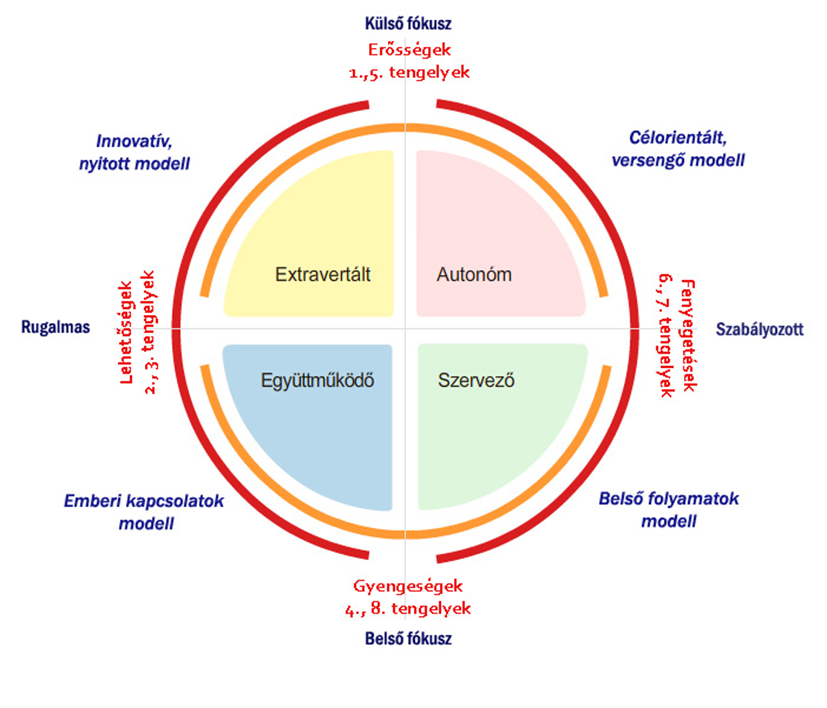 Külső fókusz
Erősségek
1.,5. tengelyek
Innovatív,
nyitott modell
Célorientált,
versengő modell
Extravertált
Autonóm
Lehetőségek
2., 3. tengelyek
Rugalmas
Fenyegetések
6., 7. tengelyek
Szabályozott
Együttműködő
Szervező
Emberi kapcsolatok
modell
Belső folyamatok
modell
Gyengeségek
4., 8. tengelyek
Belső fókusz